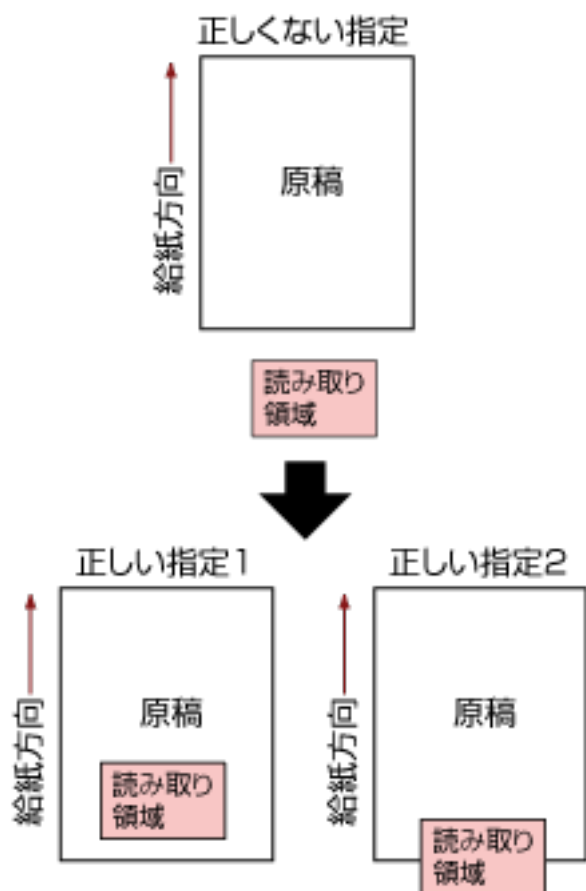 正しくない指定
給紙方向
原稿
読み取り
領域
正しい指定1
正しい指定2
給紙方向
原稿
読み取り
領域
給紙方向
原稿
読み取り
領域